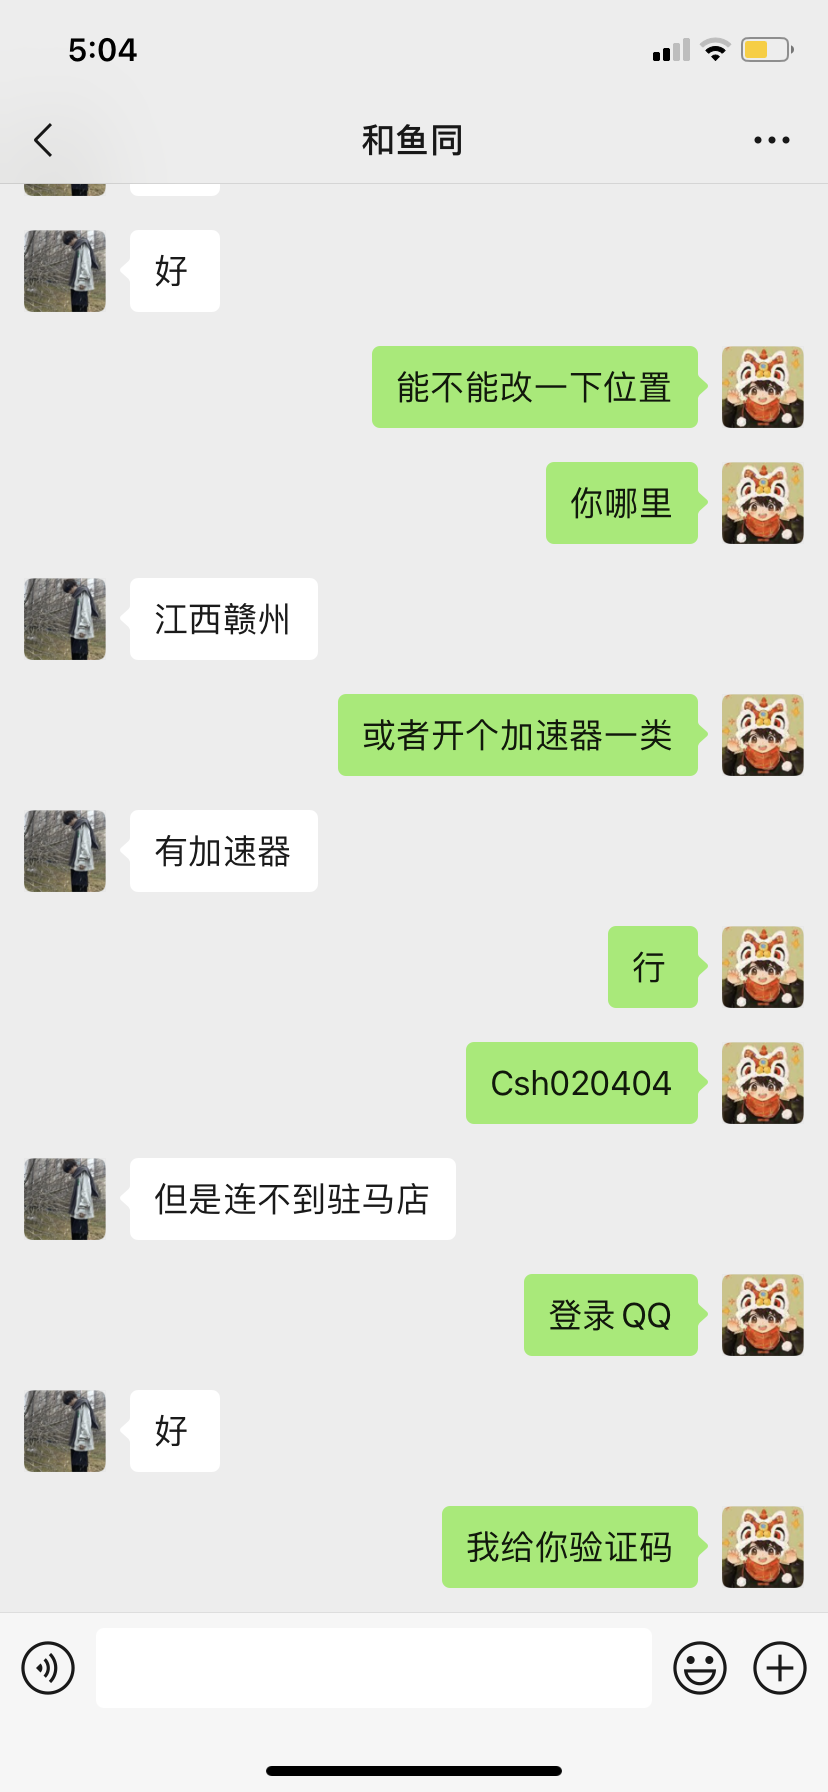 5:04
和鱼同
好
能不能改一下位置
你哪里
江西赣州
或者开个加速器一类
有加速器
行
Csh020404
但是连不到驻马店
登录QQ
好
我给你验证码